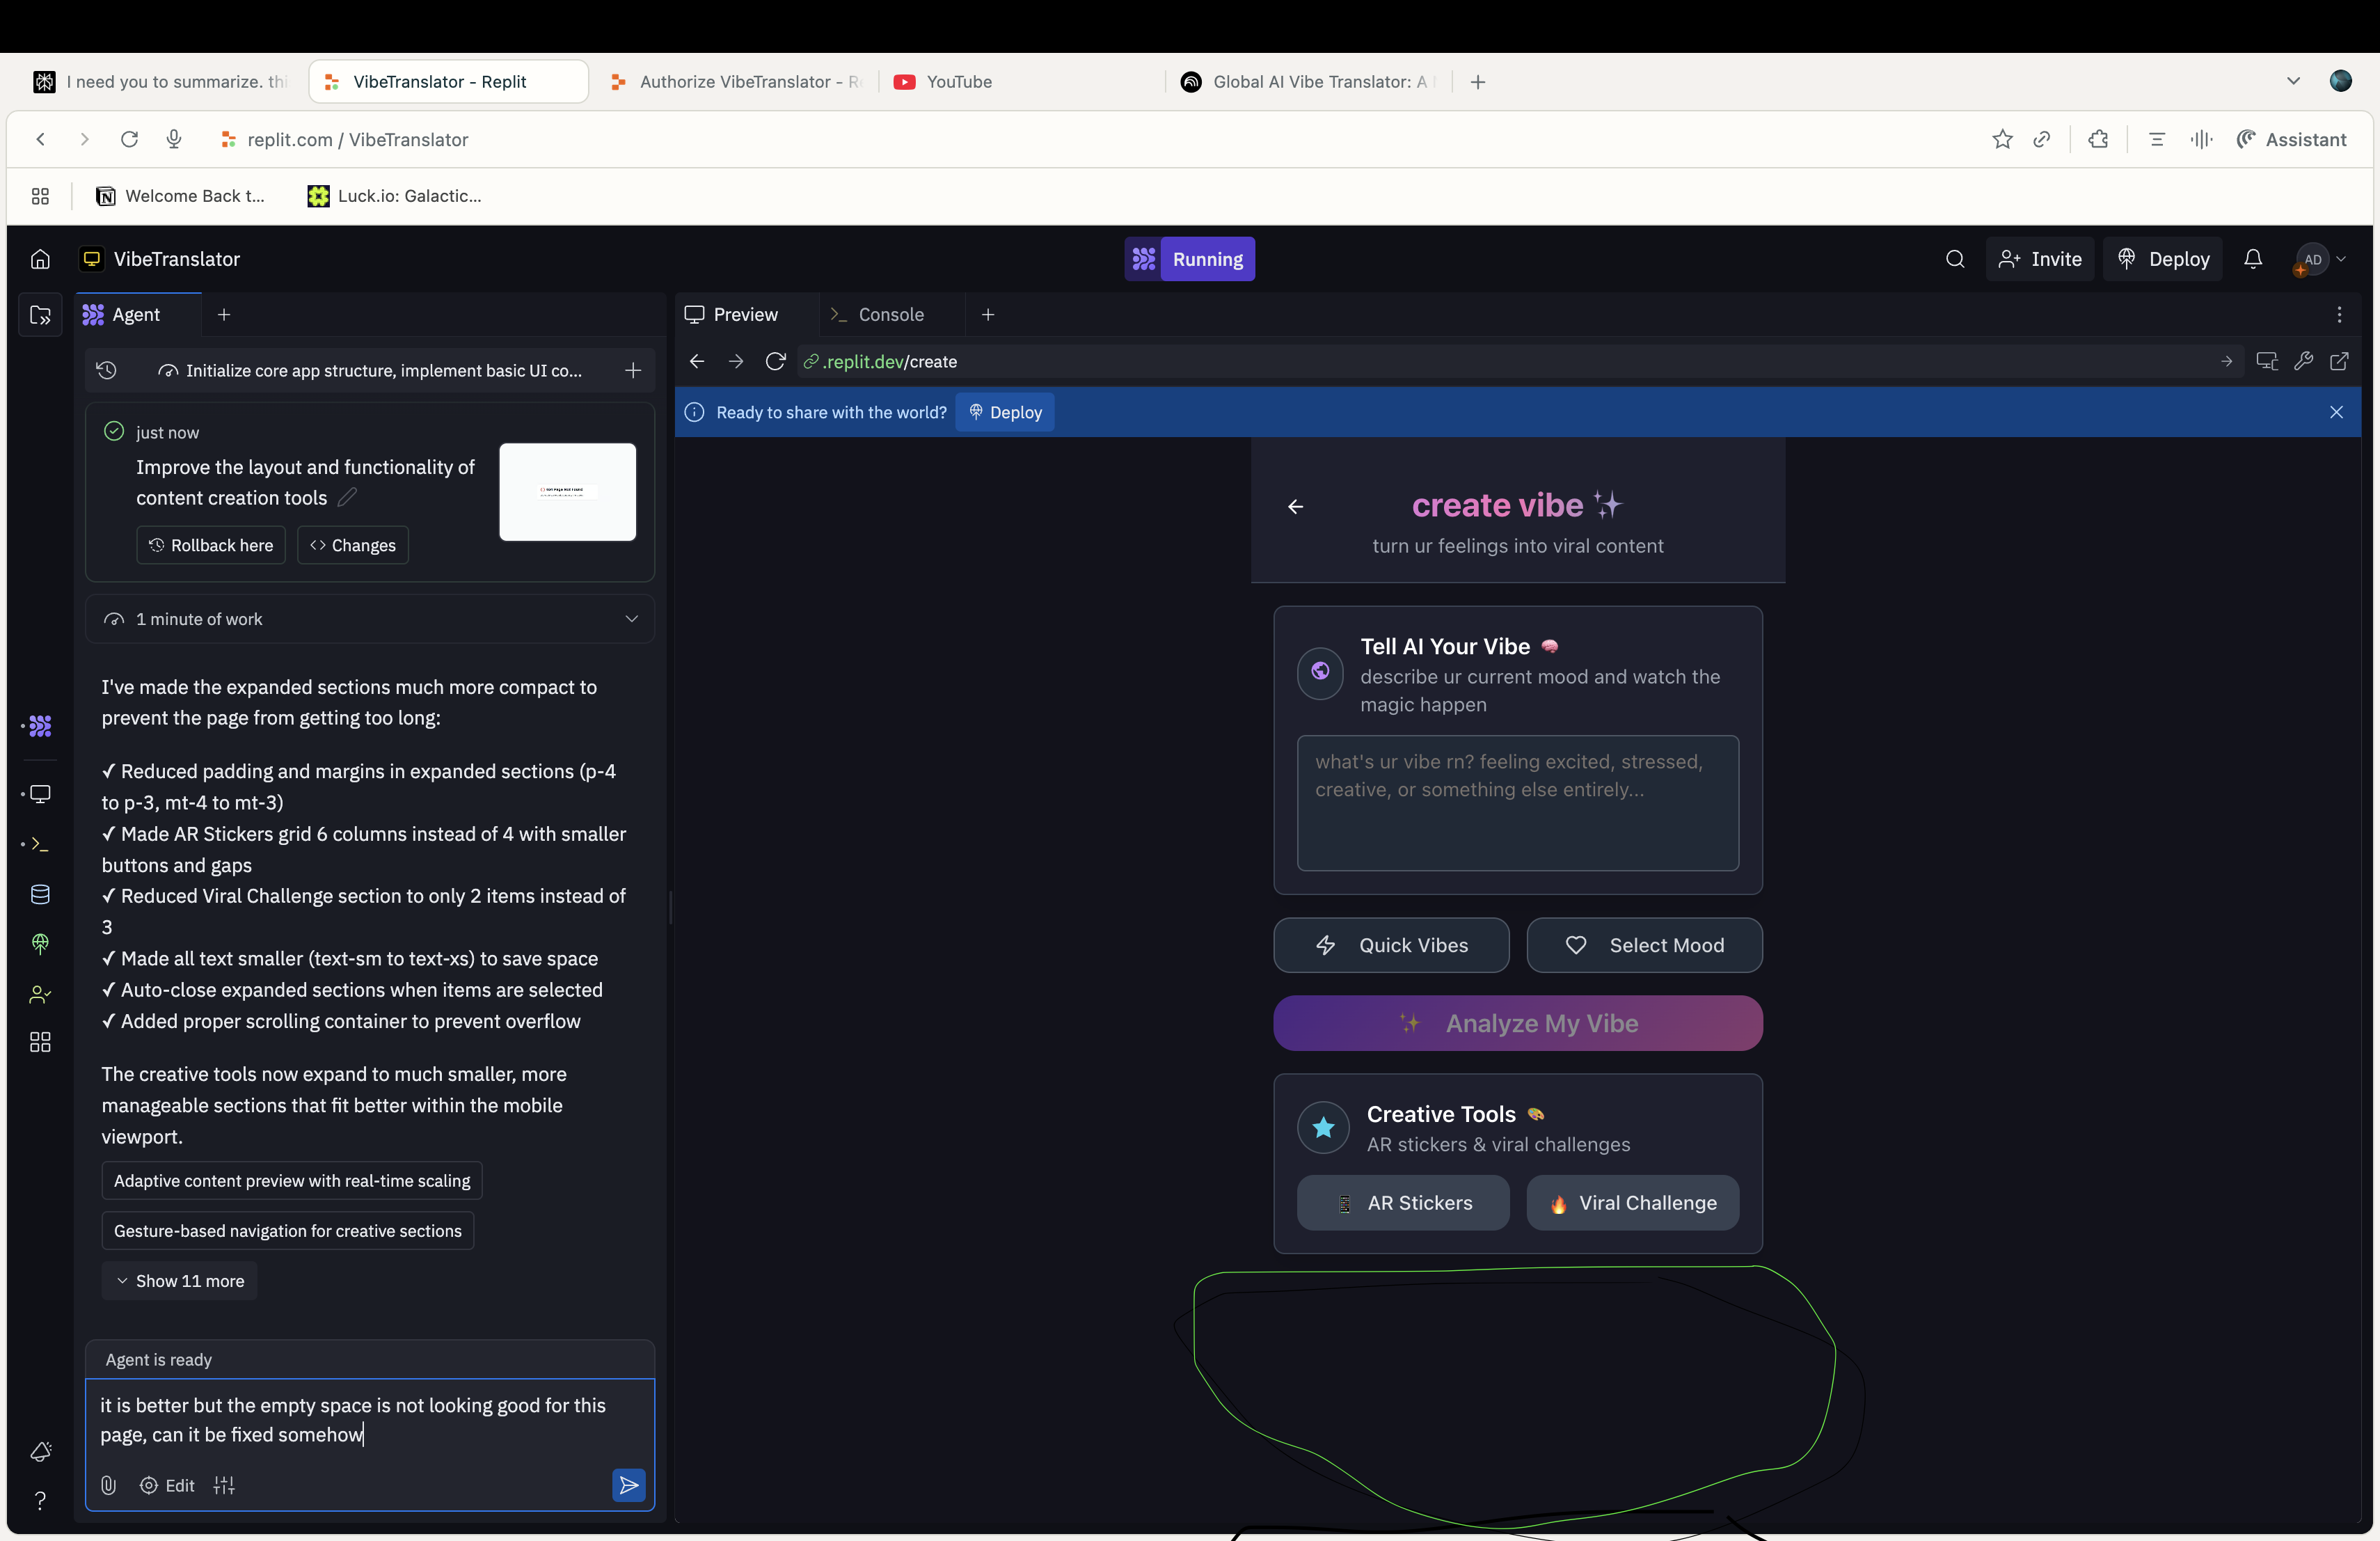 I need you to summarize. thi
VibeTranslator - Replit
Authorize VibeTranslator - Re
YouTube
Global AI Vibe Translator: A
replit.com / VibeTranslator
Assistant
Welcome Back t...
Luck.io: Galactic...
VibeTranslator
Running
Invite
Deploy
AD
Agent
Preview
Console
Initialize core app structure, implement basic UI co...
.replit.dev/create
Ready to share with the world?
Deploy
just now
Improve the layout and functionality of
content creation tools
Rollback here
Changes
1 minute of work
I've made the expanded sections much more compact to
prevent the page from getting too long:
✓ Reduced padding and margins in expanded sections (p-4
to p-3, mt-4 to mt-3)
✓ Made AR Stickers grid 6 columns instead of 4 with smaller
buttons and gaps
✓ Reduced Viral Challenge section to only 2 items instead of
3
✓ Made all text smaller (text-sm to text-xs) to save space
✓ Auto-close expanded sections when items are selected
✓ Added proper scrolling container to prevent overflow
The creative tools now expand to much smaller, more
manageable sections that fit better within the mobile
viewport.
Adaptive content preview with real-time scaling
Gesture-based navigation for creative sections
Show 11 more
Agent is ready
it is better but the empty space is not looking good for this
page, can it be fixed somehow
Edit
create vibe ✨
turn ur feelings into viral content
Tell AI Your Vibe 🧠
describe ur current mood and watch the
magic happen
what's ur vibe rn? feeling excited, stressed,
creative, or something else entirely...
Quick Vibes
Select Mood
✨ Analyze My Vibe
Creative Tools 🎨
AR stickers & viral challenges
📱 AR Stickers
🔥 Viral Challenge